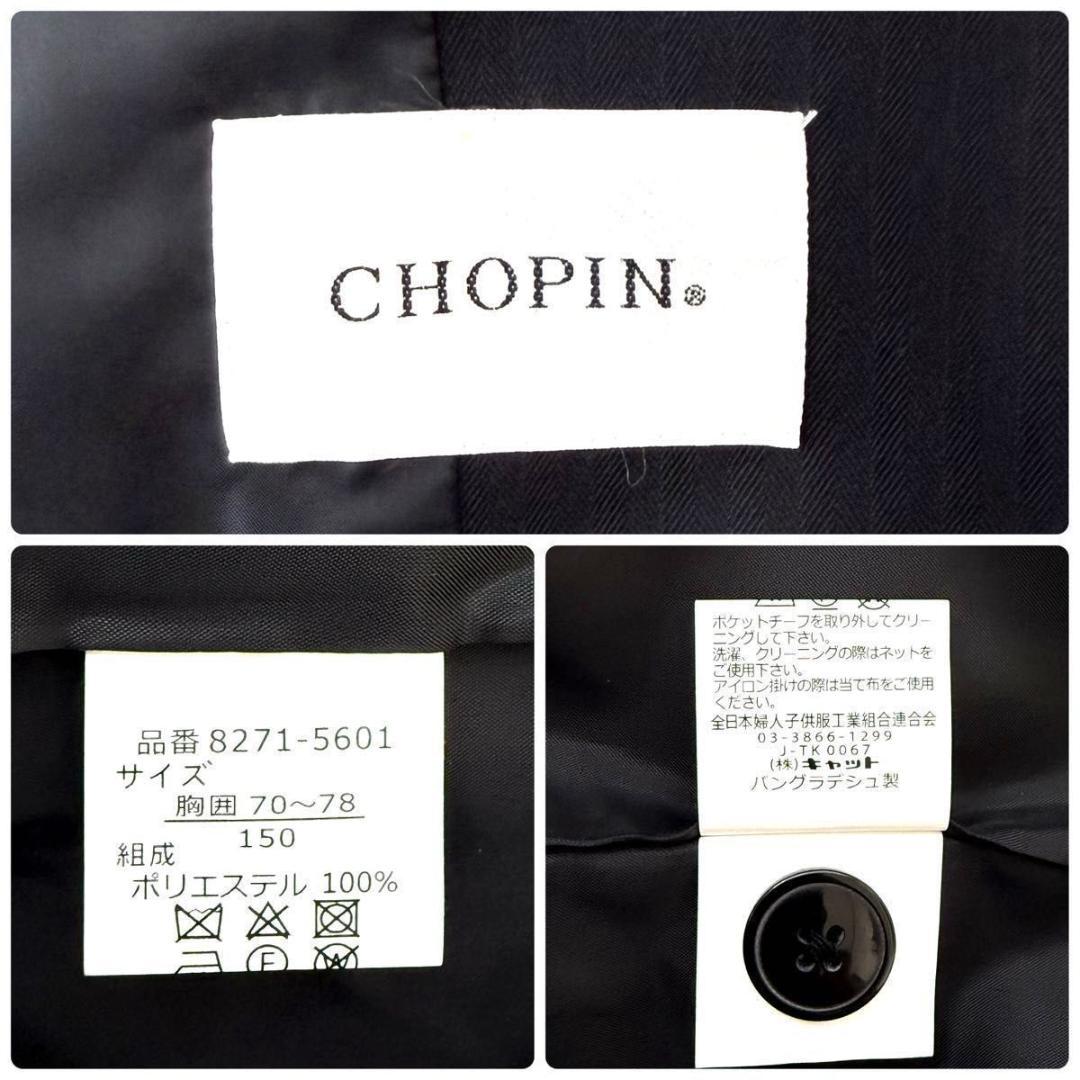 CHOPIN®
品番 8271-5601
サイズ
胸囲 70～78
150
組成
ポリエステル 100%
F
W
ポケットチーフを取り外してクリー
ニングして下さい。
洗濯、クリーニングの際はネットを
ご使用下さい。
アイロン掛けの際は当て布をご使用
ください。
全日本婦人子供服工業組合連合会
03-3866-1299
J-TK0067
(株)キャット
バングラデシュ製